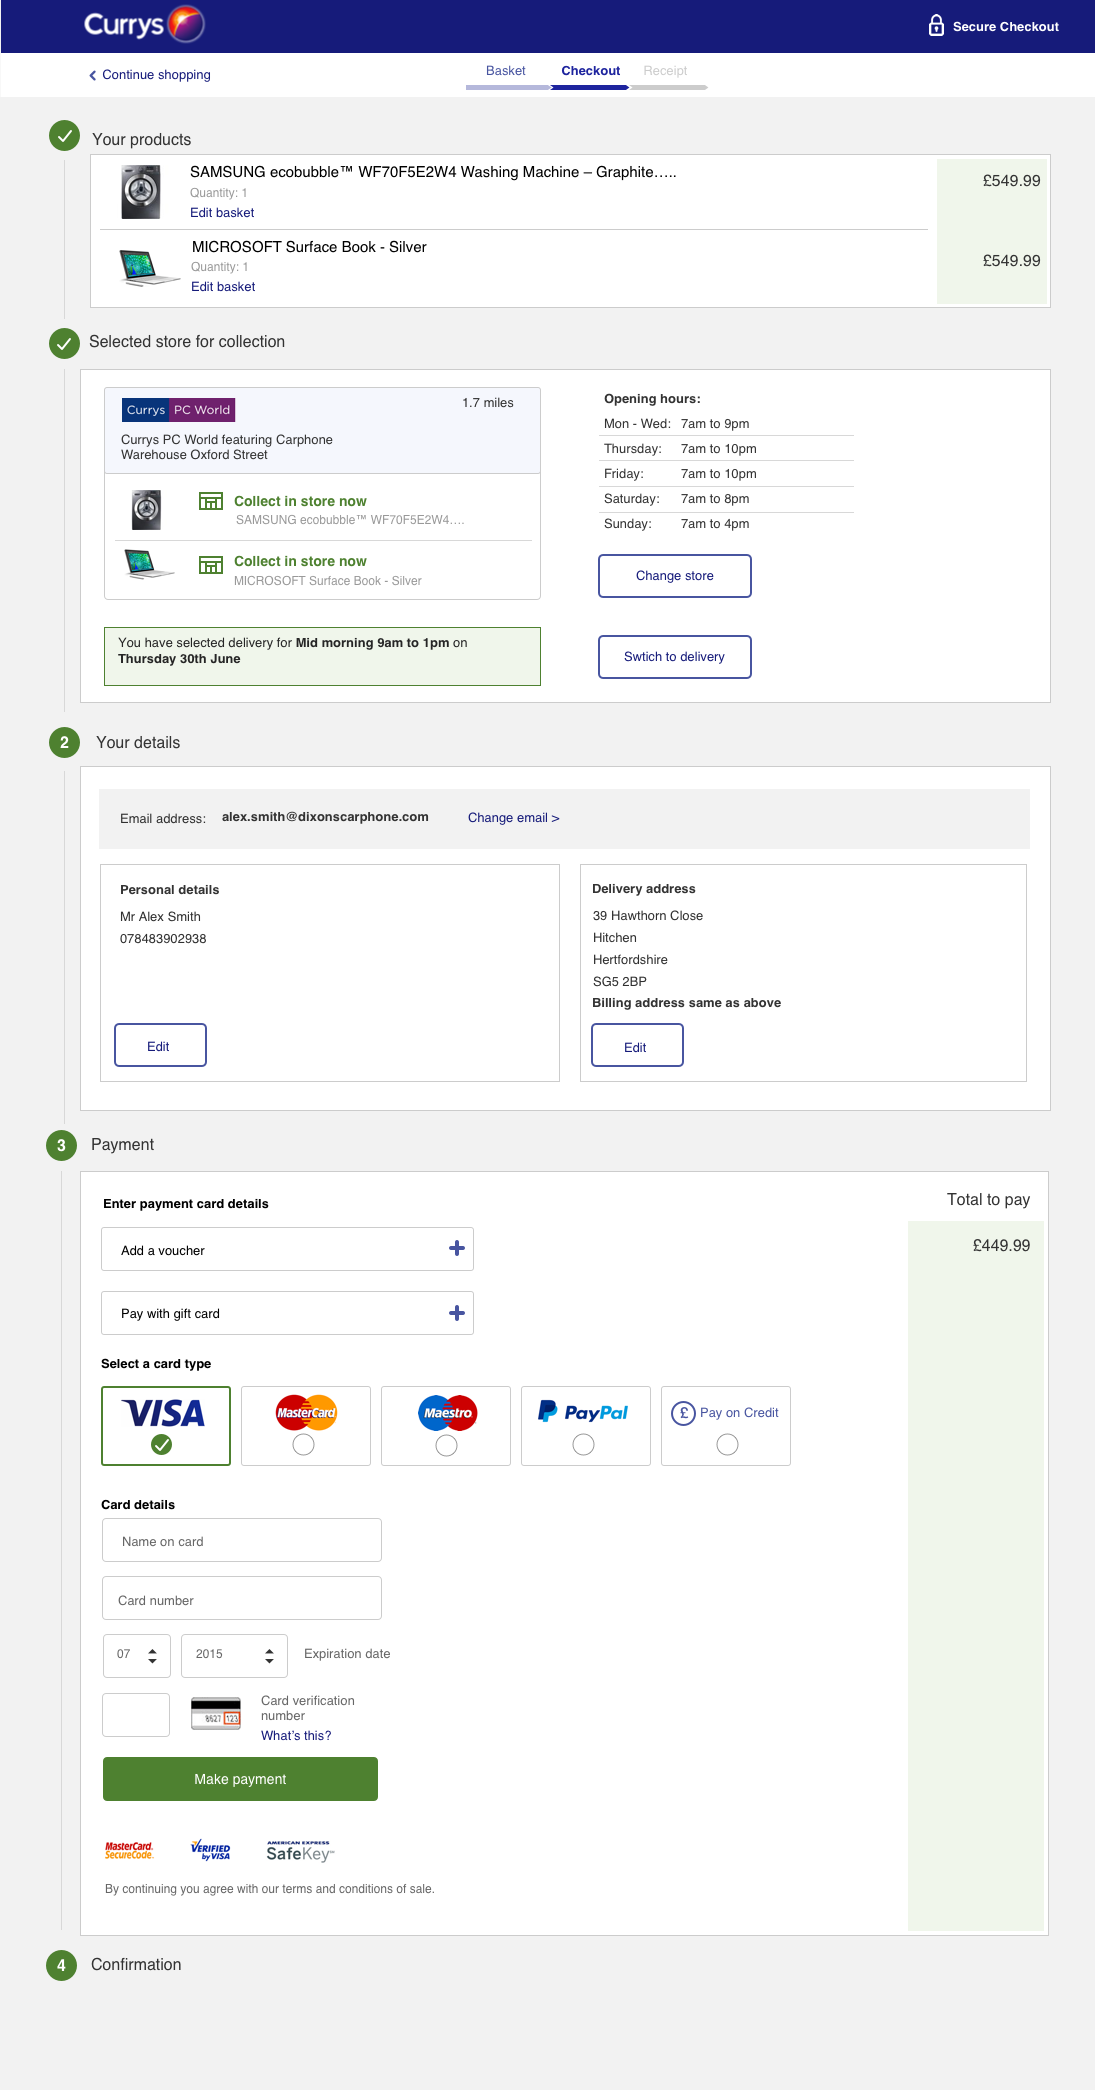 Currys
Secure Checkout
Continue shopping
Basket
Checkout
Receipt
Your products
SAMSUNG ecobubble™ WF70F5E2W4 Washing Machine – Graphite…..
£549.99
Quantity: 1
Edit basket
MICROSOFT Surface Book - Silver
£549.99
Quantity: 1
Edit basket
Selected store for collection
Currys PC World
1.7 miles
Currys PC World featuring Carphone
Warehouse Oxford Street
Collect in store now
SAMSUNG ecobubble™ WF70F5E2W4….
Collect in store now
MICROSOFT Surface Book - Silver
Opening hours:
Mon - Wed: 7am to 9pm
Thursday: 7am to 10pm
Friday: 7am to 10pm
Saturday: 7am to 8pm
Sunday: 7am to 4pm
Change store
You have selected delivery for Mid morning 9am to 1pm on
Thursday 30th June
Swtich to delivery
2 Your details
Email address: alex.smith@dixonscarphone.com Change email >
Personal details
Mr Alex Smith
078483902938
Edit
Delivery address
39 Hawthorn Close
Hitchen
Hertfordshire
SG5 2BP
Billing address same as above
Edit
3 Payment
Enter payment card details
Total to pay
£449.99
Add a voucher
Pay with gift card
Select a card type
VISA
MasterCard
Maestro
PayPal
£ Pay on Credit
Card details
Name on card
Card number
07 2015 Expiration date
8627 123
Card verification
number
What's this?
Make payment
MasterCard.
SecureCode.
VERIFIED
by VISA
AMERICAN EXPRESS
SafeKey
By continuing you agree with our terms and conditions of sale.
4 Confirmation